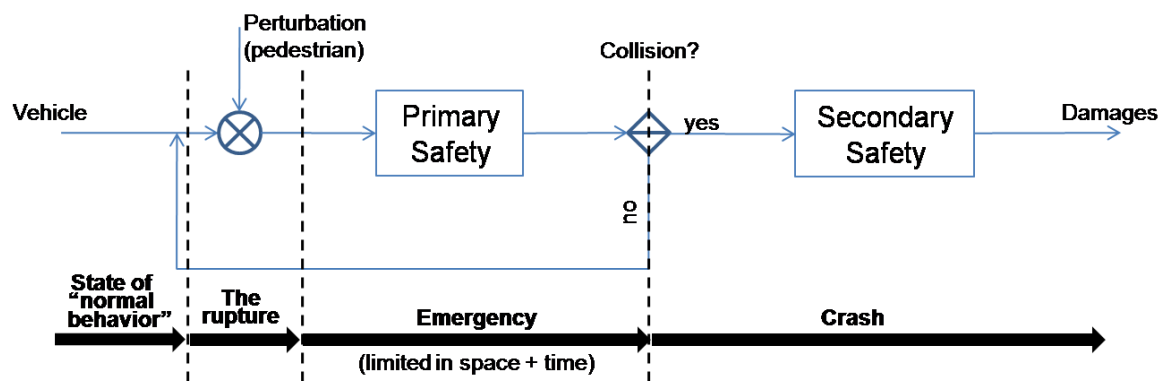 Perturbation
(pedestrian)
Collision?
Vehicle
Primary
Safety
yes
Secondary
Safety
Damages
no
State of
“normal
behavior”
The
rupture
Emergency
(limited in space + time)
Crash